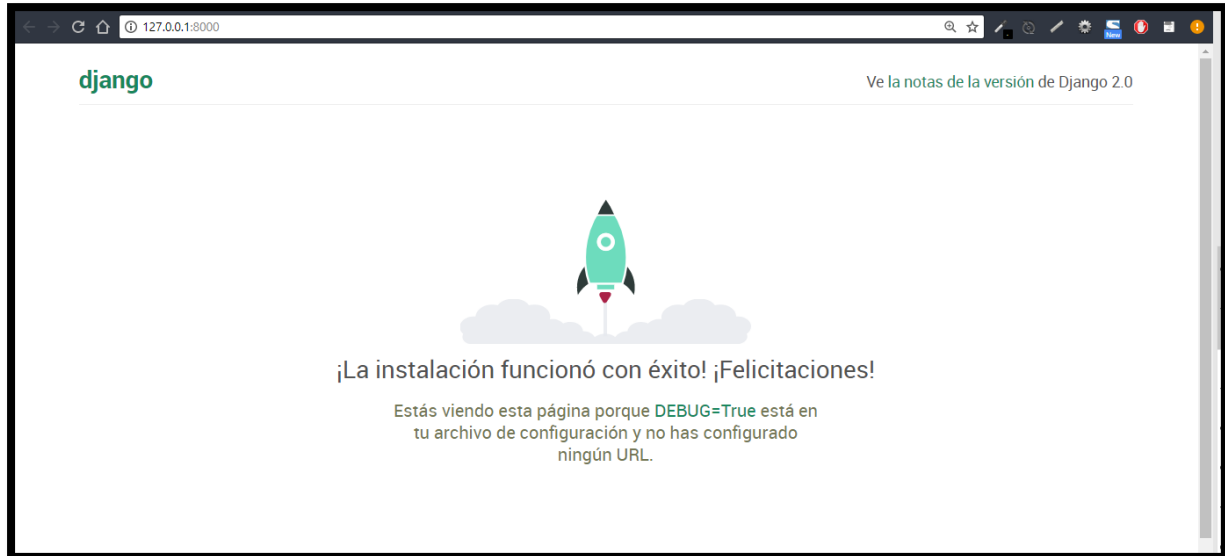 127.0.0.1:8000
New
django
Ve la notas de la versión de Django 2.0
¡La instalación funcionó con éxito! ¡Felicitaciones!
Estás viendo esta página porque DEBUG=True está en
tu archivo de configuración y no has configurado
ningún URL.